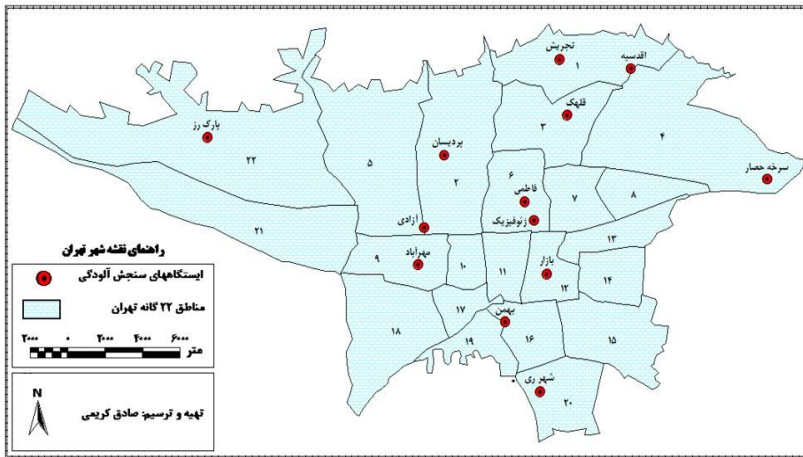 تجریش
اقدسیه
۱
قلهک
۳
۴
پارک رز
۲۲
پردیسان
۵
۲
سرخه حصار
۶
فاطمی
ژئوفیزیک
۷
۸
آزادی
۲۱
۱۳
مهرآباد
۹
۱۰
۱۱
بازار
۱۲
۱۴
۱۷
بهمن
۱۸
۱۹
۱۶
۱۵
شهر ری
۲۰
راهنمای نقشه شهر تهران
ایستگاههای سنجش آلودگی
مناطق ۲۲ گانه تهران
۲۰۰۰ ۰ ۲۰۰۰ ۴۰۰۰ ۶۰۰۰
متر
N
تهیه و ترسیم: صادق کریمی